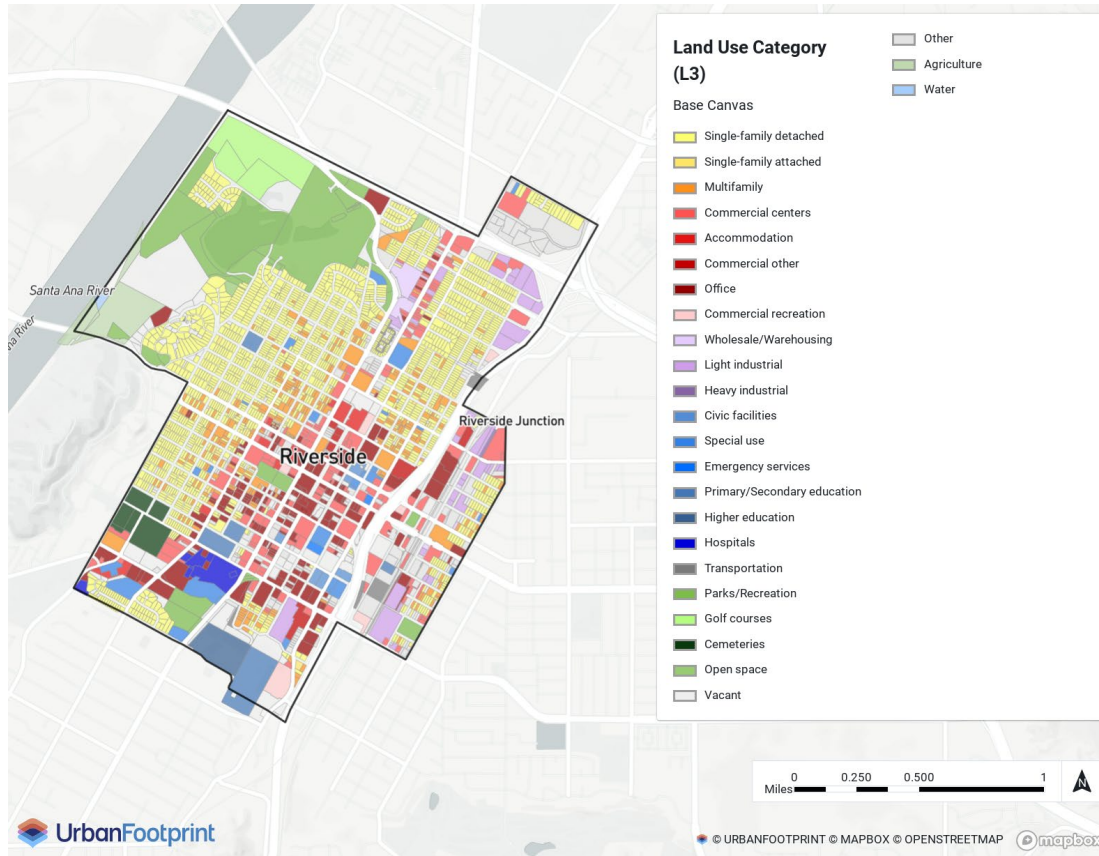 Land Use Category
(L3)
Base Canvas
Single-family detached
Single-family attached
Multifamily
Commercial centers
Accommodation
Commercial other
Office
Commercial recreation
Wholesale/Warehousing
Light industrial
Heavy industrial
Civic facilities
Special use
Emergency services
Primary/Secondary education
Higher education
Hospitals
Transportation
Parks/Recreation
Golf courses
Cemeteries
Open space
Vacant
Other
Agriculture
Water
Santa Ana River
na River
Riverside Junction
Riverside
0 0.250 0.500 1
Miles
N
UrbanFootprint
© URBANFOOTPRINT © MAPBOX © OPENSTREETMAP
mapbox